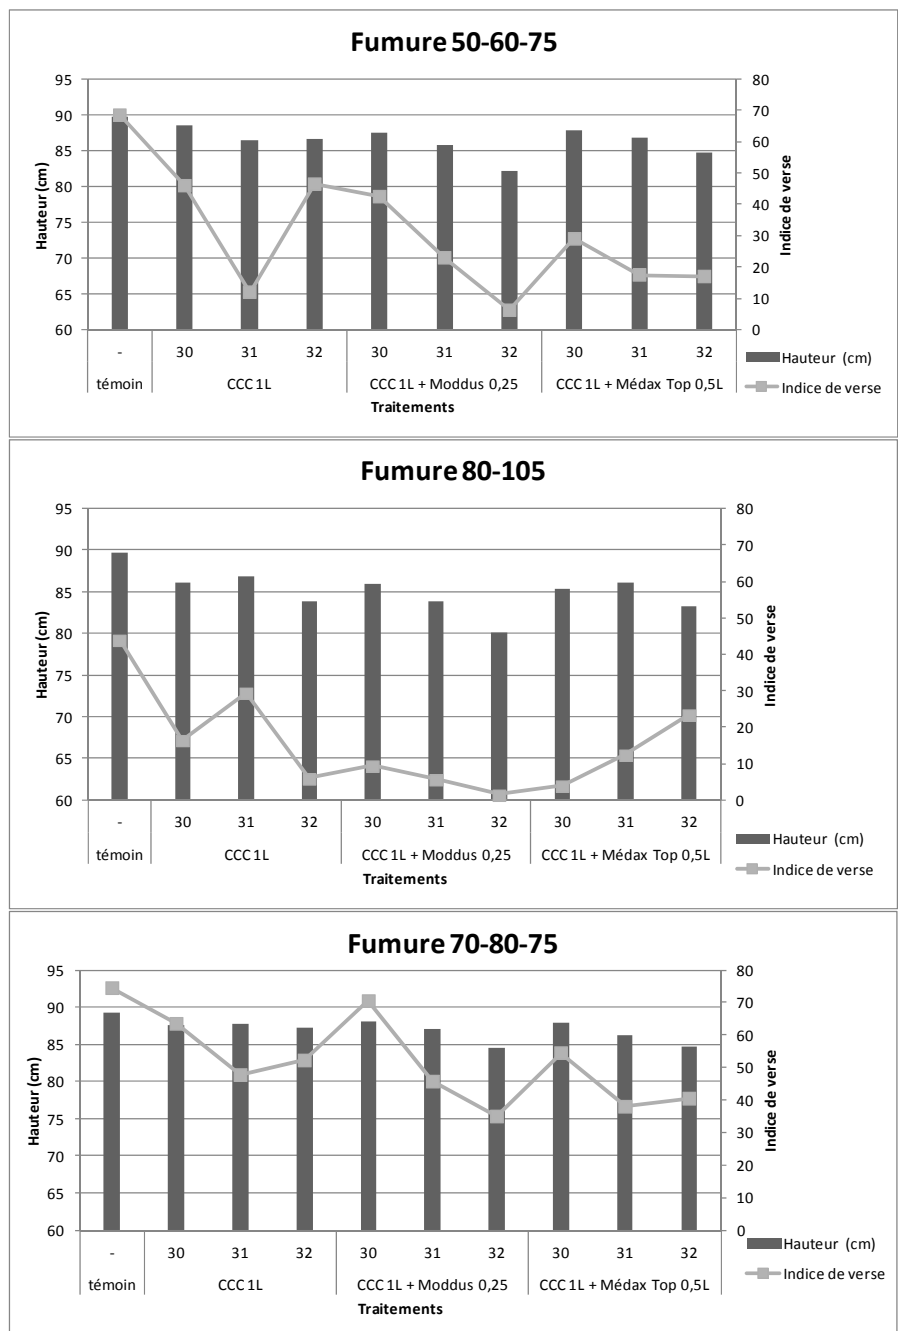 Fumure 50-60-75
95
90
85
80
75
70
65
60
Hauteur (cm)
80
70
60
50
40
30
20
10
0
Indice de verse
- 30 31 32 30 31 32 30 31 32
témoin CCC 1L CCC 1L + Moddus 0,25 CCC 1L + Médax Top 0,5L
Traitements
Hauteur (cm)
Indice de verse
Fumure 80-105
95
90
85
80
75
70
65
60
Hauteur (cm)
80
70
60
50
40
30
20
10
0
Indice de verse
- 30 31 32 30 31 32 30 31 32
témoin CCC 1L CCC 1L + Moddus 0,25 CCC 1L + Médax Top 0,5L
Traitements
Hauteur (cm)
Indice de verse
Fumure 70-80-75
95
90
85
80
75
70
65
60
Hauteur (cm)
80
70
60
50
40
30
20
10
0
Indice de verse
- 30 31 32 30 31 32 30 31 32
témoin CCC 1L CCC 1L + Moddus 0,25 CCC 1L + Médax Top 0,5L
Traitements
Hauteur (cm)
Indice de verse